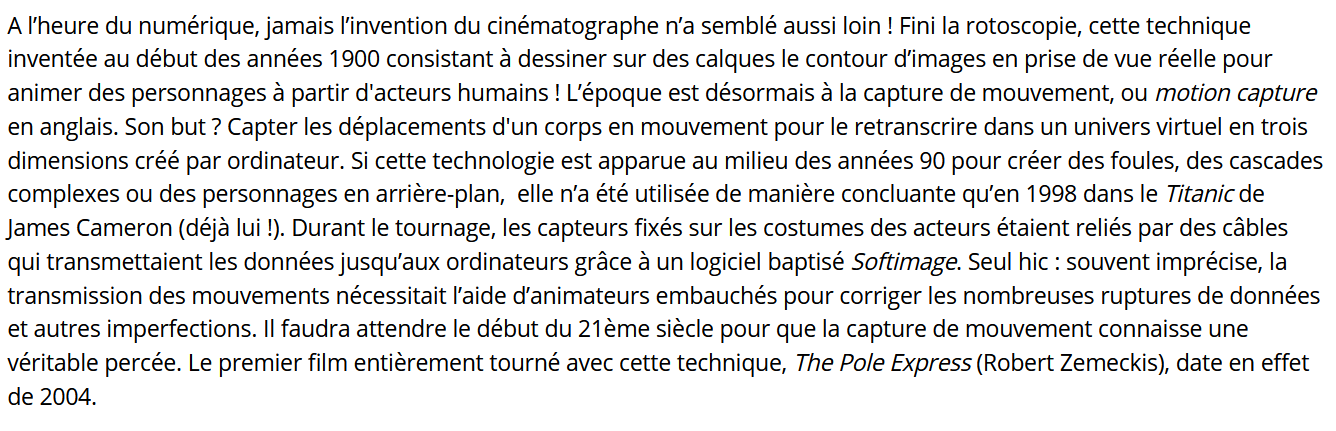 A l’heure du numérique, jamais l’invention du cinématographe n’a semblé aussi loin ! Fini la rotoscopie, cette technique
inventée au début des années 1900 consistant à dessiner sur des calques le contour d’images en prise de vue réelle pour
animer des personnages à partir d'acteurs humains ! L’époque est désormais à la capture de mouvement, ou motion capture
en anglais. Son but ? Capter les déplacements d'un corps en mouvement pour le retranscrire dans un univers virtuel en trois
dimensions créé par ordinateur. Si cette technologie est apparue au milieu des années 90 pour créer des foules, des cascades
complexes ou des personnages en arrière-plan,  elle n’a été utilisée de manière concluante qu’en 1998 dans le Titanic de
James Cameron (déjà lui !). Durant le tournage, les capteurs fixés sur les costumes des acteurs étaient reliés par des câbles
qui transmettaient les données jusqu’aux ordinateurs grâce à un logiciel baptisé Softimage. Seul hic : souvent imprécise, la
transmission des mouvements nécessitait l’aide d’animateurs embauchés pour corriger les nombreuses ruptures de données
et autres imperfections. Il faudra attendre le début du 21ème siècle pour que la capture de mouvement connaisse une
véritable percée. Le premier film entièrement tourné avec cette technique, The Pole Express (Robert Zemeckis), date en effet
de 2004.